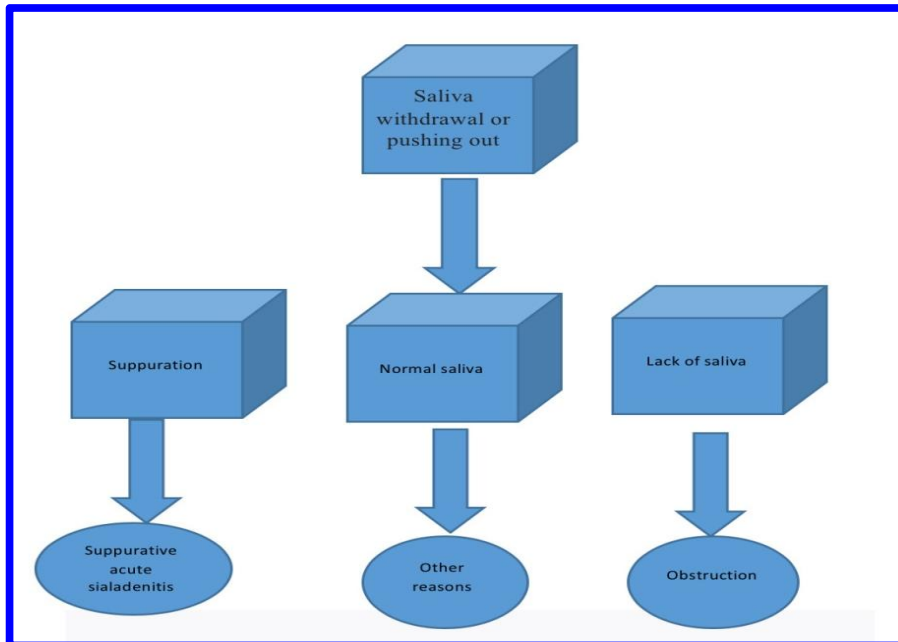 Saliva
withdrawal or
pushing out
Suppuration
Normal saliva
Lack of saliva
Suppurative
acute
sialadenitis
Other
reasons
Obstruction